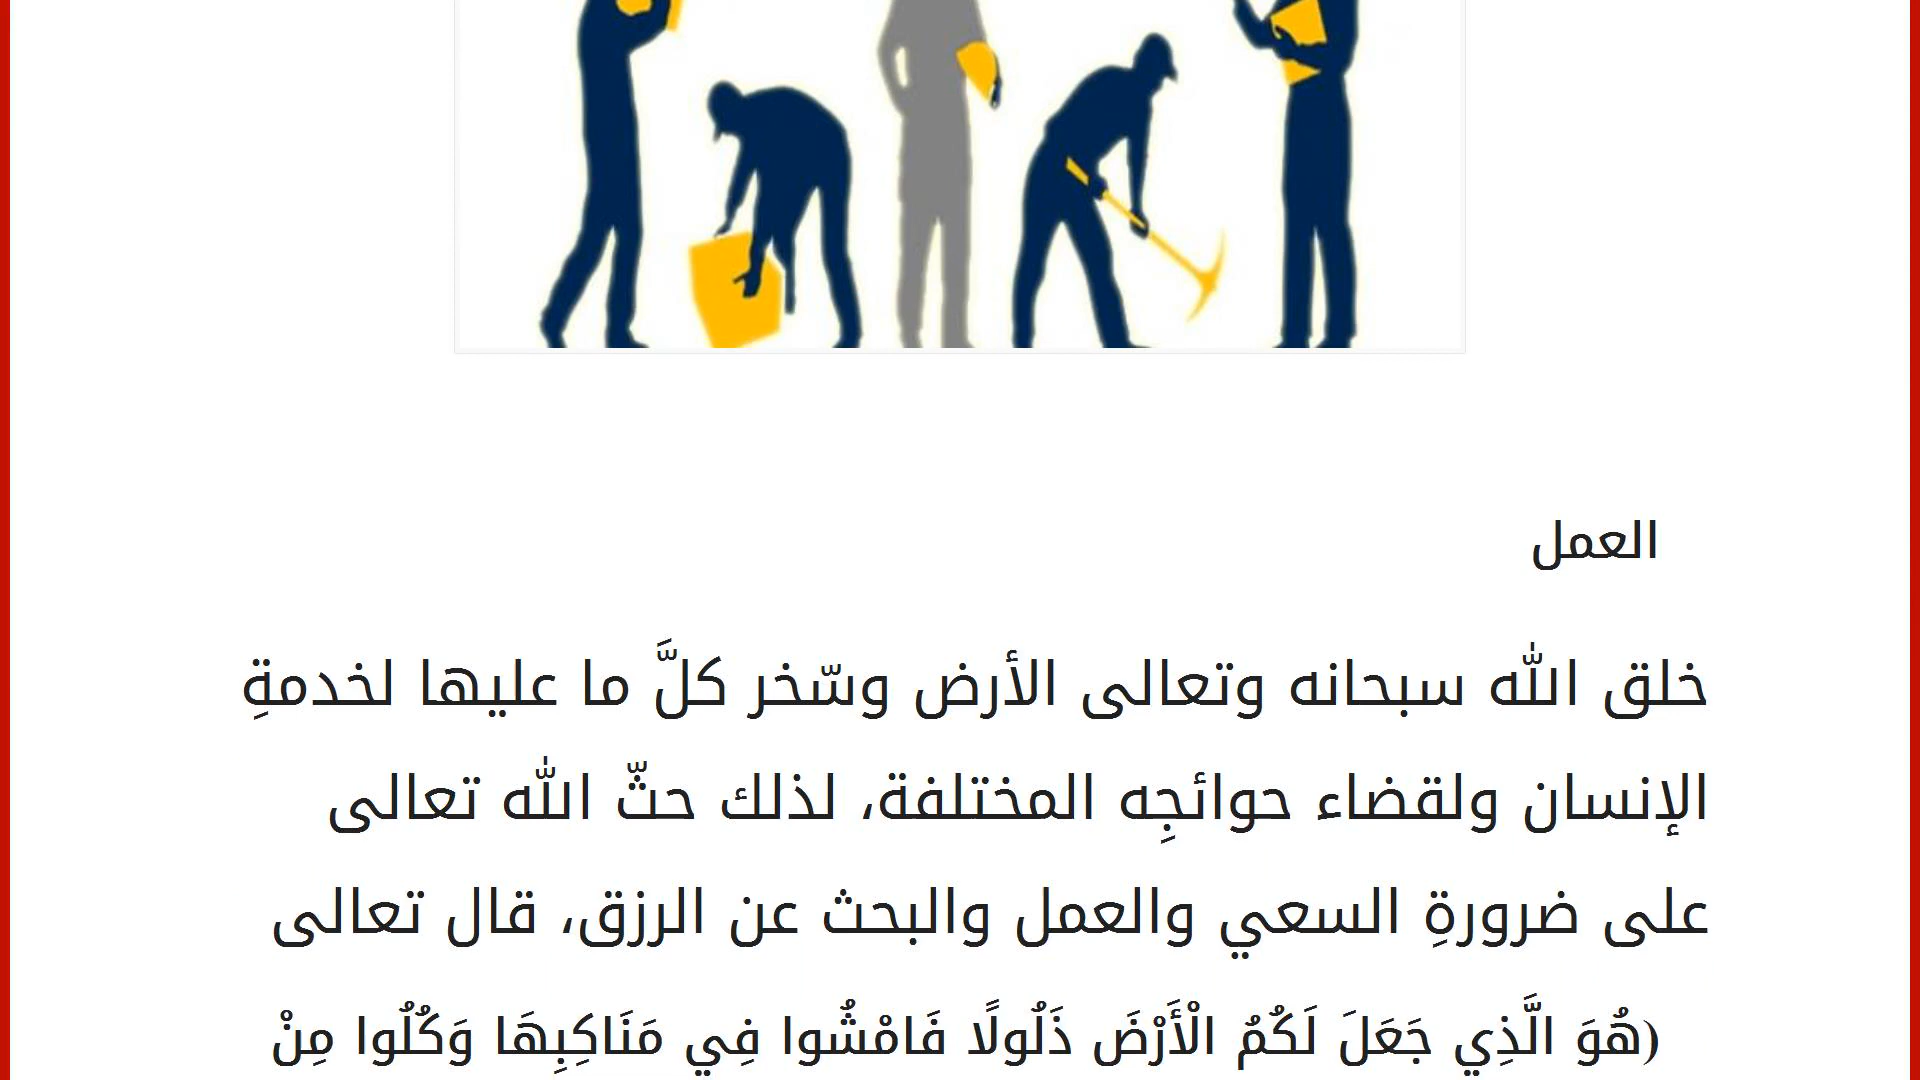 العمل
خلق الله سبحانه وتعالى الأرض وسّخر كلَّ ما عليها لخدمةِ
الإنسان ولقضاء حوائجِه المختلفة، لذلك حثّ الله تعالى
على ضرورةِ السعي والعمل والبحث عن الرزق، قال تعالى
(هُوَ الَّذِي جَعَلَ لَكُمُ الْأَرْضَ ذَلُولًا فَامْشُوا فِي مَنَاكِبِهَا وَكُلُوا مِنْ